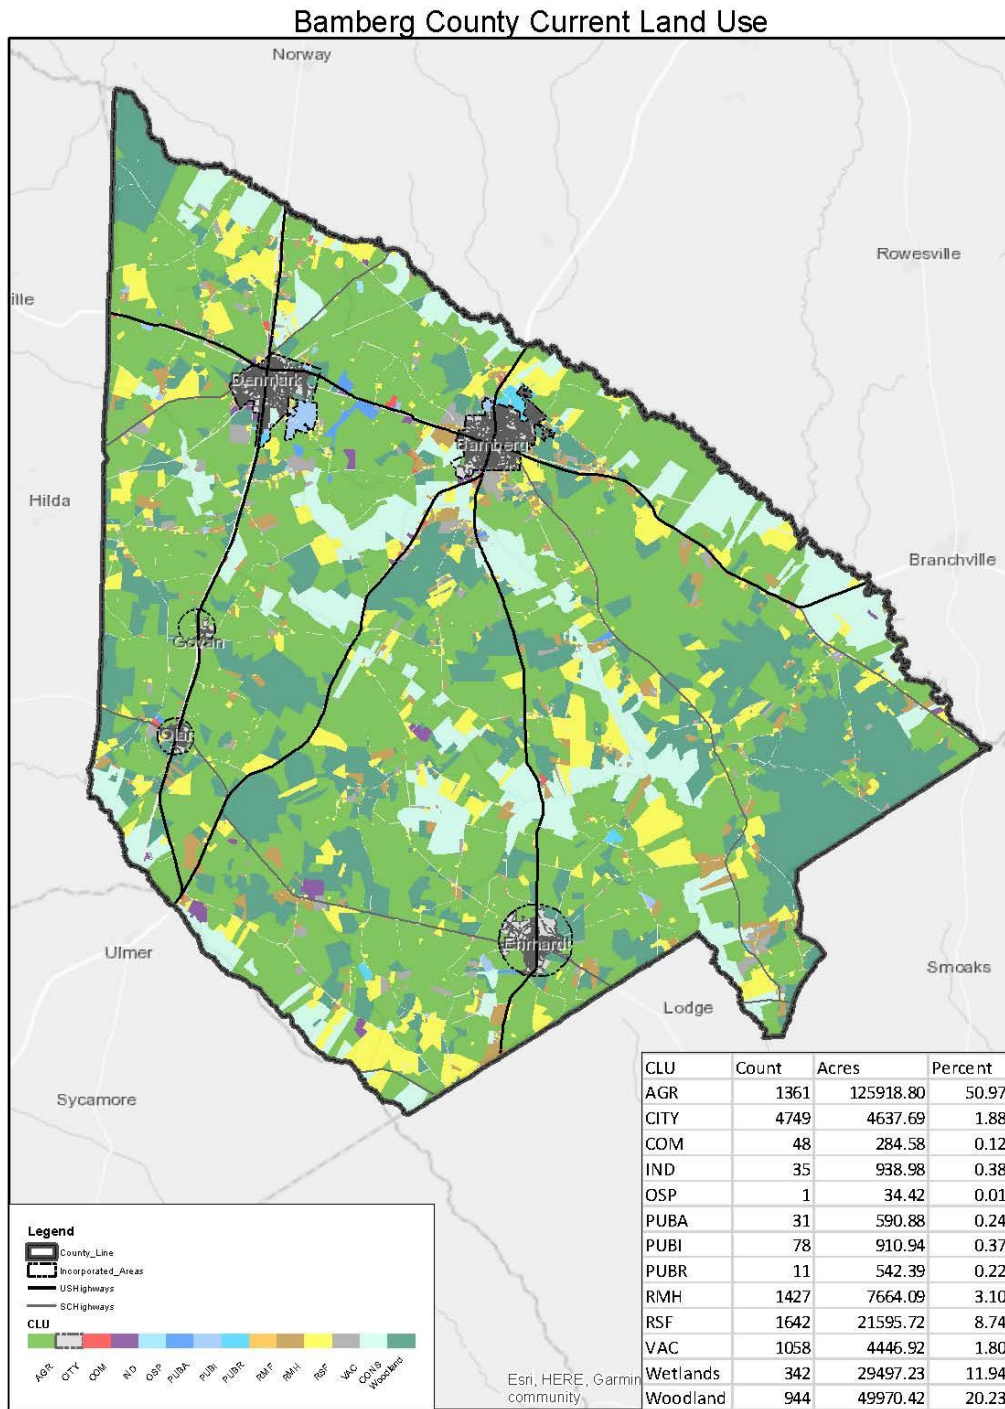 Bamberg County Current Land Use
Norway
Rowesville
ille
Denmark
Bamberg
Hilda
Branchville
Govan
Olar
Ulmer
Ehrhardt
Smoaks
Lodge
Sycamore
CLU Count Acres Percent
AGR 1361 125918.80 50.97
CITY 4749 4637.69 1.88
COM 48 284.58 0.12
IND 35 938.98 0.38
OSP 1 34.42 0.01
PUBA 31 590.88 0.24
PUBI 78 910.94 0.37
PUBR 11 542.39 0.22
RMH 1427 7664.09 3.10
RSF 1642 21595.72 8.74
VAC 1058 4446.92 1.80
Wetlands 342 29497.23 11.94
Woodland 944 49970.42 20.23
Legend
County_Line
Incorporated_Areas
USHighways
SCHighways
CLU
AGR CITY COM IND OSP PUBA PUBI PUBR RMF RMH RSF VAC CONS Woodland
Esri, HERE, Garmin
community